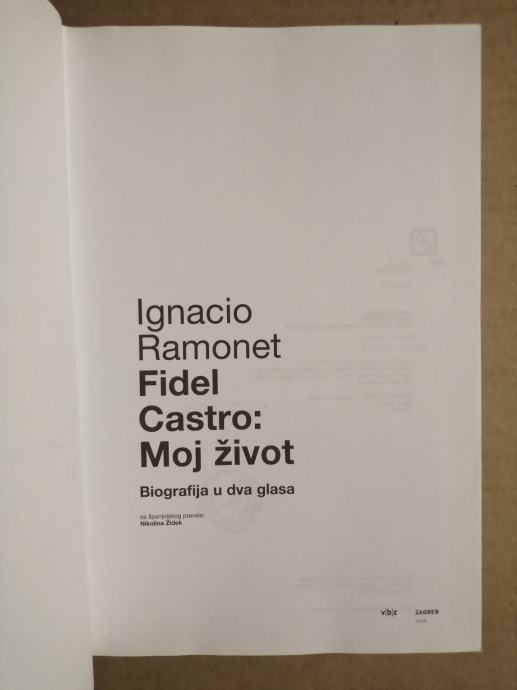 Ignacio
Ramonet
Fidel
Castro:
Moj život
Biografija u dva glasa
sa španjolskog prevela:
Nikolina Židek
v|b|z ZAGREB